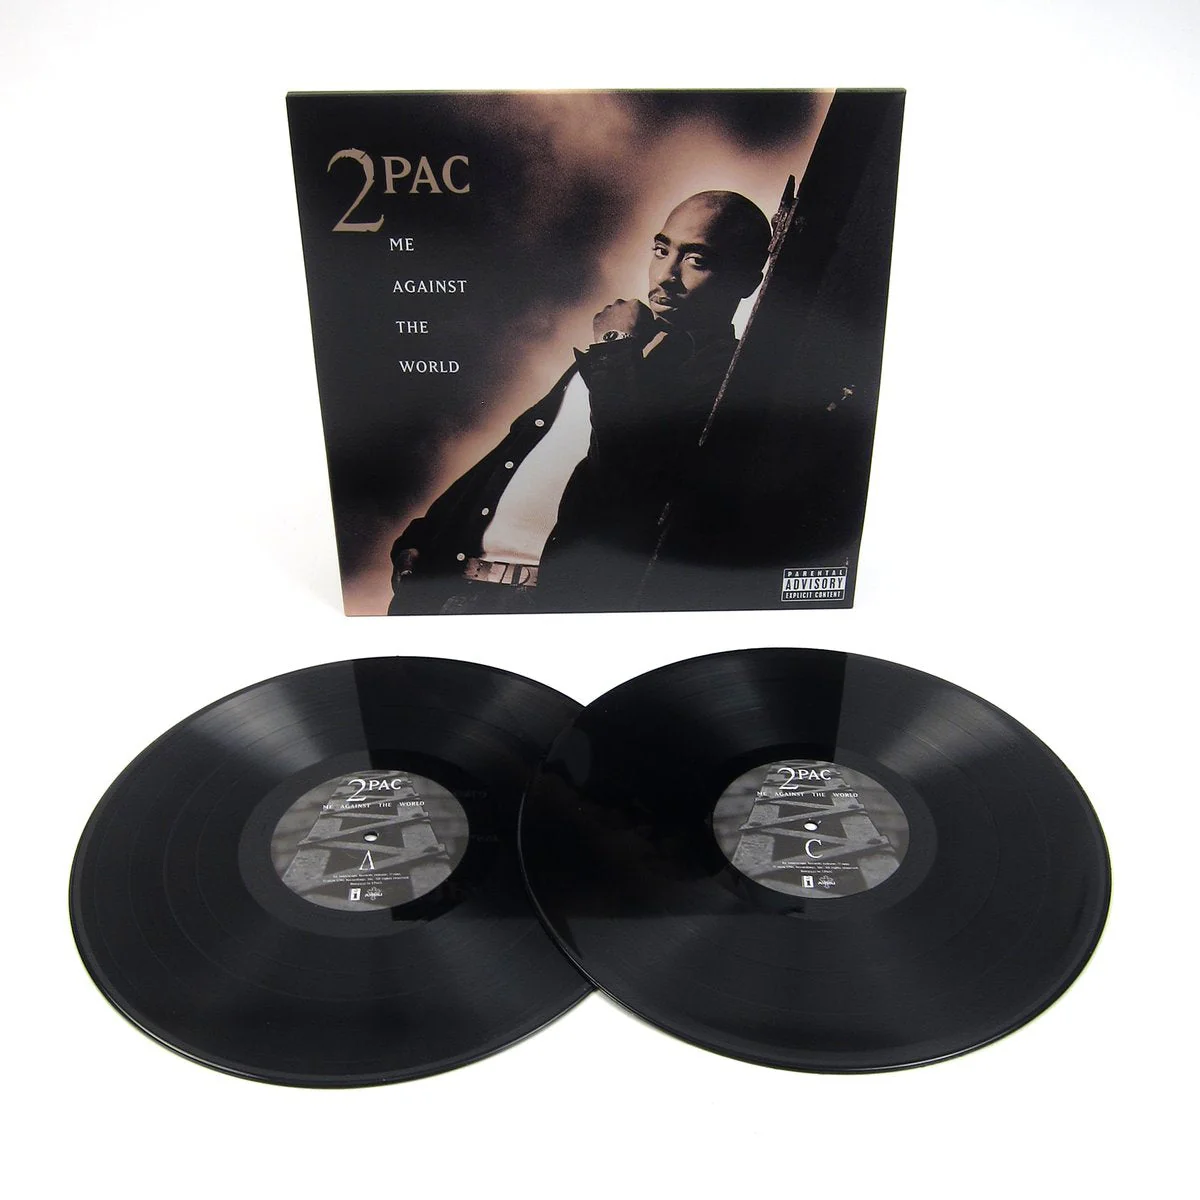 2PAC
ME
AGAINST
THE
WORLD
PARENTAL
ADVISORY
EXPLICIT CONTENT
2PAC
ME AGAINST THE WORLD
A
2PAC
ME AGAINST THE WORLD
C